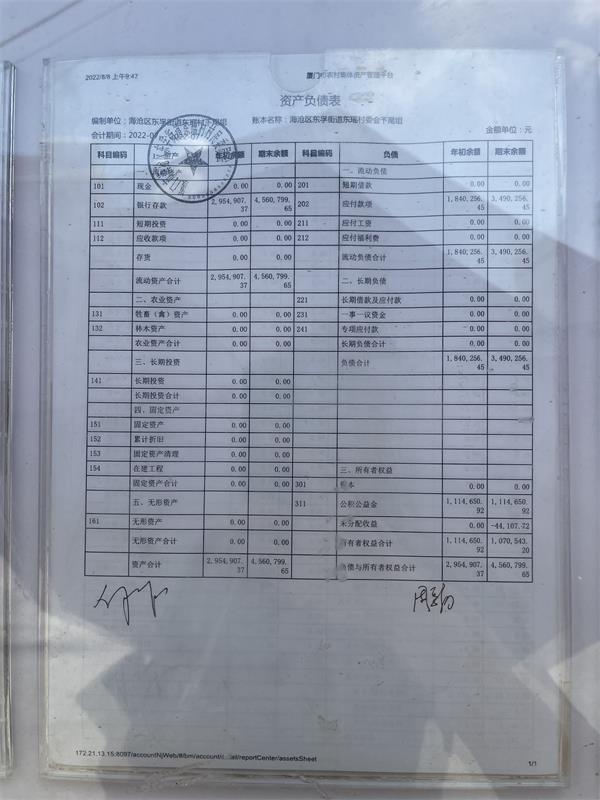 2022/8/8 上午9:47 厦门市农村集体资产管理平台
资产负债表
编制单位：海沧区东孚街道东瑶村下尾组 账本名称：海沧区东孚街道东瑶村委会下尾组
会计期间：2022-0 金额单位：元
科目编码 资产 年初余额 期末余额 科目编码 负债 年初余额 期末余额
一、流动资产 一、流动负债
101 现金 0.00 0.00 201 短期借款 0.00 0.00
102 银行存款 2,954,907.37 4,560,799.65 202 应付款项 1,840,256.45 3,490,256.45
111 短期投资 0.00 0.00 211 应付工资 0.00 0.00
112 应收款项 0.00 0.00 212 应付福利费 0.00 0.00
存货 0.00 0.00 流动负债合计 1,840,256.45 3,490,256.45
流动资产合计 2,954,907.37 4,560,799.65 二、长期负债
二、农业资产 221 长期借款及应付款 0.00 0.00
131 牲畜（禽）资产 0.00 0.00 231 一事一议资金 0.00 0.00
132 林木资产 0.00 0.00 241 专项应付款 0.00 0.00
农业资产合计 0.00 0.00 长期负债合计 0.00 0.00
三、长期投资 负债合计 1,840,256.45 3,490,256.45
141 长期投资 0.00 0.00
长期投资合计 0.00 0.00
四、固定资产
151 固定资产 0.00 0.00
152 累计折旧 0.00 0.00
153 固定资产清理 0.00 0.00
154 在建工程 0.00 0.00 三、所有者权益
固定资产合计 0.00 0.00 301 资本 0.00 0.00
五、无形资产 311 公积公益金 1,114,650.92 1,114,650.92
161 无形资产 0.00 0.00 未分配收益 0.00 -44,107.72
无形资产合计 0.00 0.00 所有者权益合计 1,114,650.92 1,070,543.20
资产合计 2,954,907.37 4,560,799.65 负债与所有者权益合计 2,954,907.37 4,560,799.65
1/1